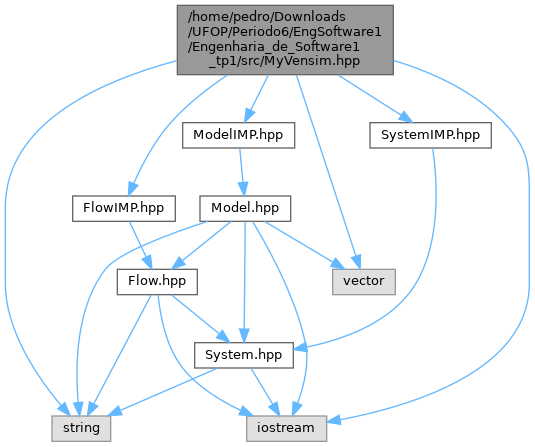 /home/pedro/Downloads
/UFOP/Periodo6/EngSoftware1
/Engenharia_de_Software1
_tp1/src/MyVensim.hpp
ModelIMP.hpp
SystemIMP.hpp
FlowIMP.hpp
Model.hpp
Flow.hpp
vector
System.hpp
string
iostream